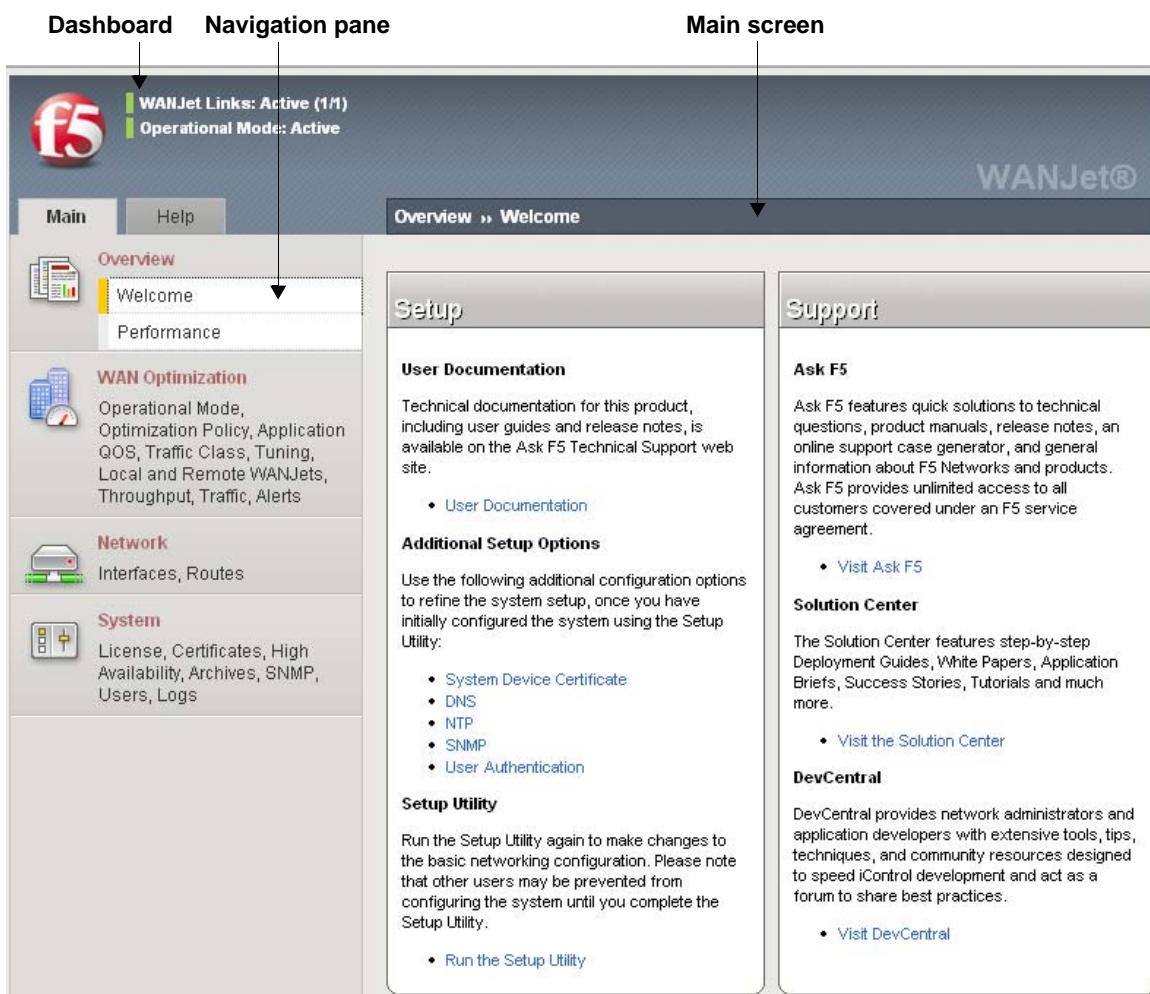 Dashboard Navigation pane Main screen
f5
WANJet Links: Active (1/1)
Operational Mode: Active
WANJet®
Main Help
Overview » Welcome
Overview
Welcome
Performance
WAN Optimization
Operational Mode,
Optimization Policy, Application
QOS, Traffic Class, Tuning,
Local and Remote WANJets,
Throughput, Traffic, Alerts
Network
Interfaces, Routes
System
License, Certificates, High
Availability, Archives, SNMP,
Users, Logs
Setup
User Documentation
Technical documentation for this product,
including user guides and release notes, is
available on the Ask F5 Technical Support web
site.
• User Documentation
Additional Setup Options
Use the following additional configuration options
to refine the system setup, once you have
initially configured the system using the Setup
Utility:
• System Device Certificate
• DNS
• NTP
• SNMP
• User Authentication
Setup Utility
Run the Setup Utility again to make changes to
the basic networking configuration. Please note
that other users may be prevented from
configuring the system until you complete the
Setup Utility.
• Run the Setup Utility
Support
Ask F5
Ask F5 features quick solutions to technical
questions, product manuals, release notes, an
online support case generator, and general
information about F5 Networks and products.
Ask F5 provides unlimited access to all
customers covered under an F5 service
agreement.
• Visit Ask F5
Solution Center
The Solution Center features step-by-step
Deployment Guides, White Papers, Application
Briefs, Success Stories, Tutorials and much
more.
• Visit the Solution Center
DevCentral
DevCentral provides network administrators and
application developers with extensive tools, tips,
techniques, and community resources designed
to speed iControl development and act as a
forum to share best practices.
• Visit DevCentral